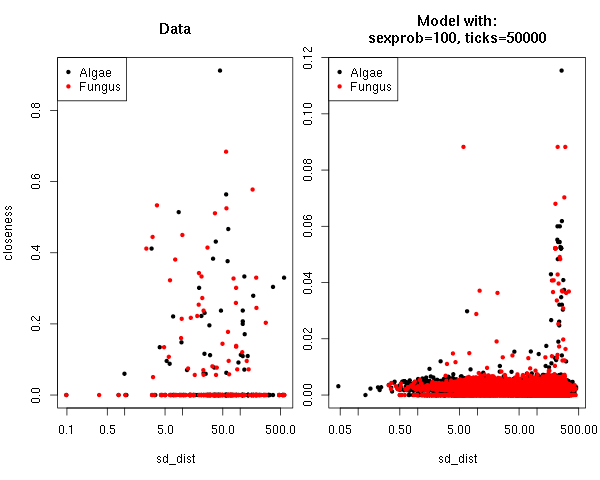 Data
Model with:
sexprob=100, ticks=50000
Algae
Fungus
closeness
0.0
0.2
0.4
0.6
0.8
0.1
0.5
5.0
50.0
500.0
sd_dist
Algae
Fungus
0.00
0.02
0.04
0.06
0.08
0.10
0.12
0.05
0.50
5.00
50.00
500.00
sd_dist